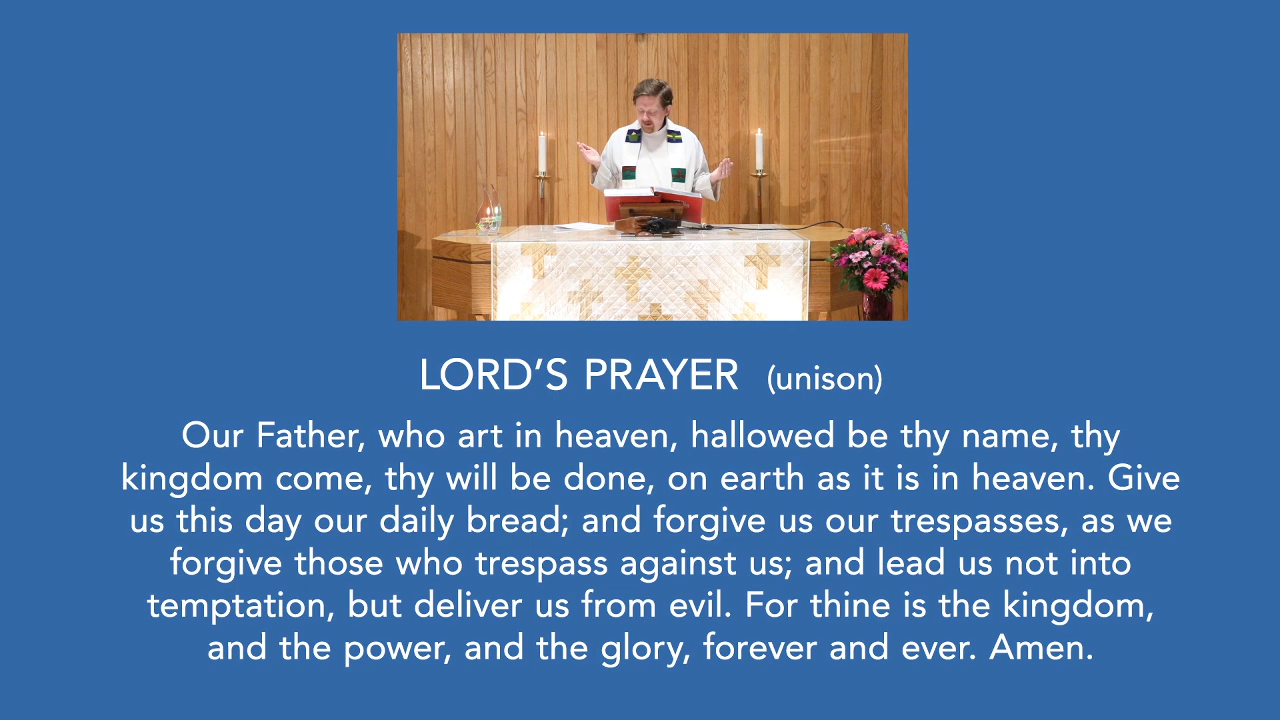 LORD’S PRAYER (unison)
Our Father, who art in heaven, hallowed be thy name, thy
kingdom come, thy will be done, on earth as it is in heaven. Give
us this day our daily bread; and forgive us our trespasses, as we
forgive those who trespass against us; and lead us not into
temptation, but deliver us from evil. For thine is the kingdom,
and the power, and the glory, forever and ever. Amen.